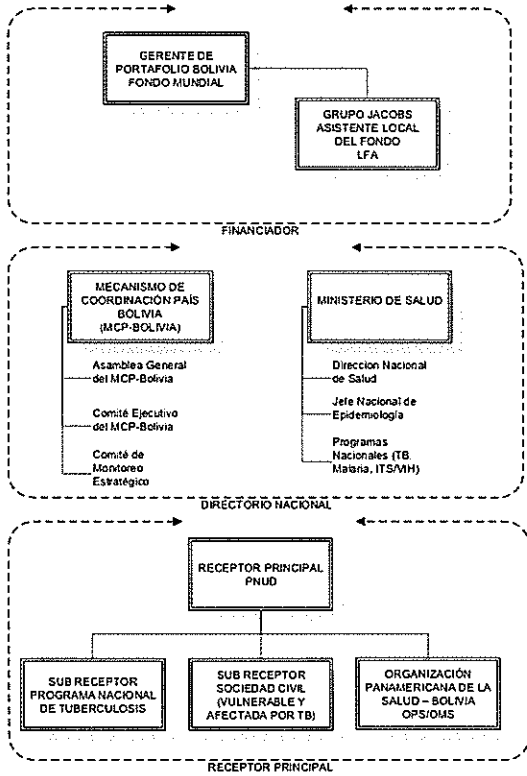 GERENTE DE
PORTAFOLIO BOLIVIA
FONDO MUNDIAL
GRUPO JACOBS
ASISTENTE LOCAL
DEL FONDO
LFA
FINANCIADOR
MECANISMO DE
COORDINACIÓN PAÍS
BOLIVIA
(MCP-BOLIVIA)
Asamblea General
del MCP-Bolivia
Comité Ejecutivo
del MCP-Bolivia
Comité de
Monitoreo
Estratégico
MINISTERIO DE SALUD
Direccion Nacional
de Salud
Jefe Nacional de
Epidemiología
Programas
Nacionales (TB,
Malaria, ITS/VIH)
DIRECTORIO NACIONAL
RECEPTOR PRINCIPAL
PNUD
SUB RECEPTOR
PROGRAMA NACIONAL
DE TUBERCULOSIS
SUB RECEPTOR
SOCIEDAD CIVIL
(VULNERABLE Y
AFECTADA POR TB)
ORGANIZACIÓN
PANAMERICANA DE LA
SALUD – BOLIVIA
OPS/OMS
RECEPTOR PRINCIPAL